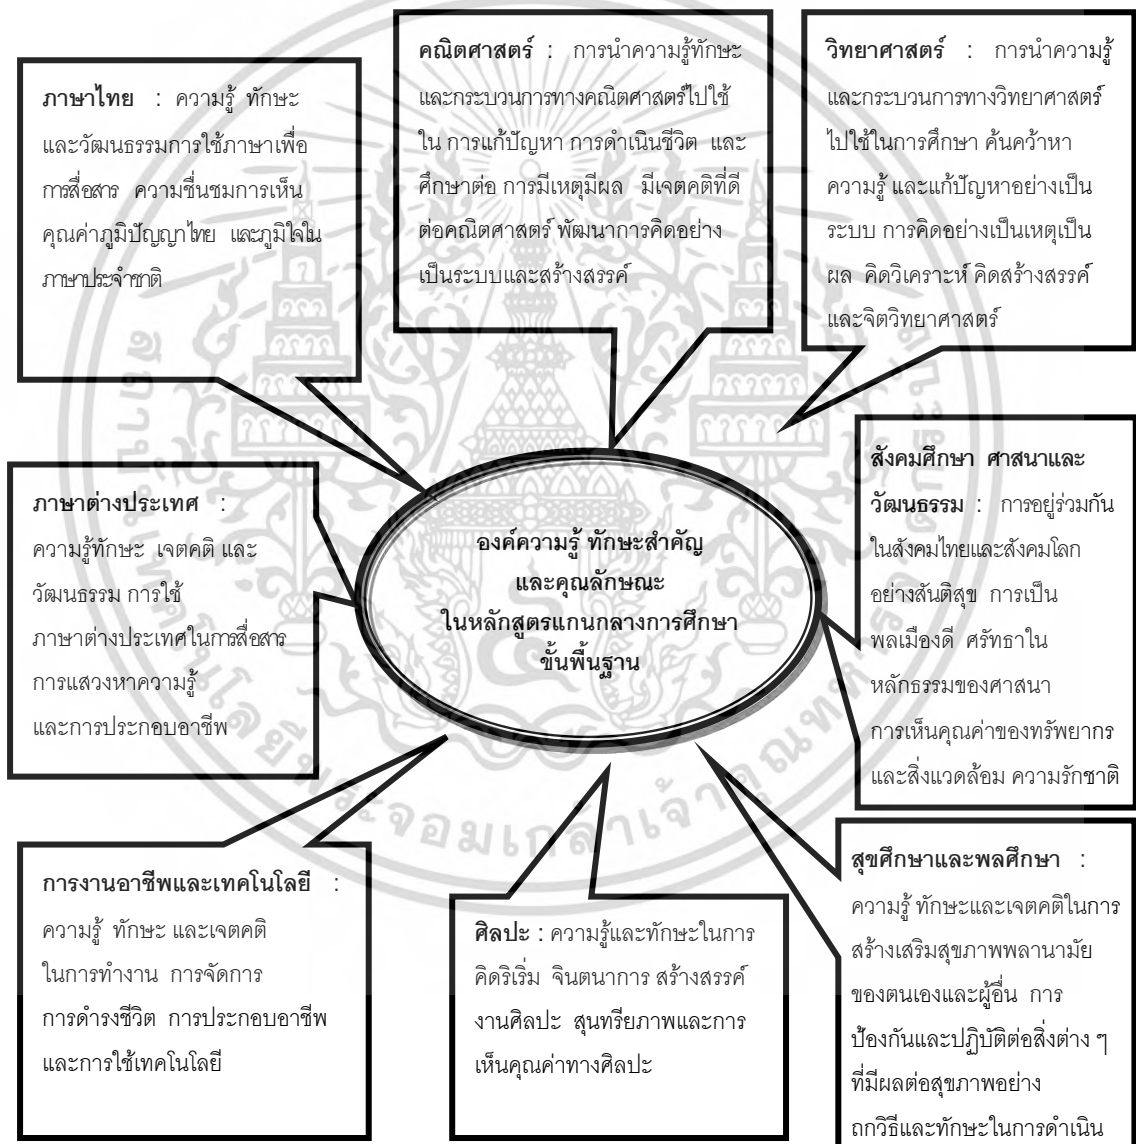 คณิตศาสตร์ : การนำความรู้ทักษะ
และกระบวนการทางคณิตศาสตร์ไปใช้
ใน การแก้ปัญหา การดำเนินชีวิต และ
ศึกษาต่อ การมีเหตุมีผล มีเจตคติที่ดี
ต่อคณิตศาสตร์ พัฒนาการคิดอย่าง
เป็นระบบและสร้างสรรค์
วิทยาศาสตร์ : การนำความรู้
และกระบวนการทางวิทยาศาสตร์
ไปใช้ในการศึกษา ค้นคว้าหา
ความรู้ และแก้ปัญหาอย่างเป็น
ระบบ การคิดอย่างเป็นเหตุเป็น
ผล คิดวิเคราะห์ คิดสร้างสรรค์
และจิตวิทยาศาสตร์
ภาษาไทย : ความรู้ ทักษะ
และวัฒนธรรมการใช้ภาษาเพื่อ
การสื่อสาร ความชื่นชมการเห็น
คุณค่าภูมิปัญญาไทย และภูมิใจใน
ภาษาประจำชาติ
สังคมศึกษา ศาสนาและ
วัฒนธรรม : การอยู่ร่วมกัน
ในสังคมไทยและสังคมโลก
อย่างสันติสุข การเป็น
พลเมืองดี ศรัทธาใน
หลักธรรมของศาสนา
การเห็นคุณค่าของทรัพยากร
และสิ่งแวดล้อม ความรักชาติ
ภาษาต่างประเทศ :
ความรู้ทักษะ เจตคติ และ
วัฒนธรรม การใช้
ภาษาต่างประเทศในการสื่อสาร
การแสวงหาความรู้
และการประกอบอาชีพ
องค์ความรู้ ทักษะสำคัญ
และคุณลักษณะ
ในหลักสูตรแกนกลางการศึกษา
ขั้นพื้นฐาน
การงานอาชีพและเทคโนโลยี :
ความรู้ ทักษะ และเจตคติ
ในการทำงาน การจัดการ
การดำรงชีวิต การประกอบอาชีพ
และการใช้เทคโนโลยี
ศิลปะ : ความรู้และทักษะในการ
คิดริเริ่ม จินตนาการ สร้างสรรค์
งานศิลปะ สุนทรียภาพและการ
เห็นคุณค่าทางศิลปะ
สุขศึกษาและพลศึกษา :
ความรู้ ทักษะและเจตคติในการ
สร้างเสริมสุขภาพพลานามัย
ของตนเองและผู้อื่น การ
ป้องกันและปฏิบัติต่อสิ่งต่าง ๆ
ที่มีผลต่อสุขภาพอย่าง
ถูกวิธีและทักษะในการดำเนิน